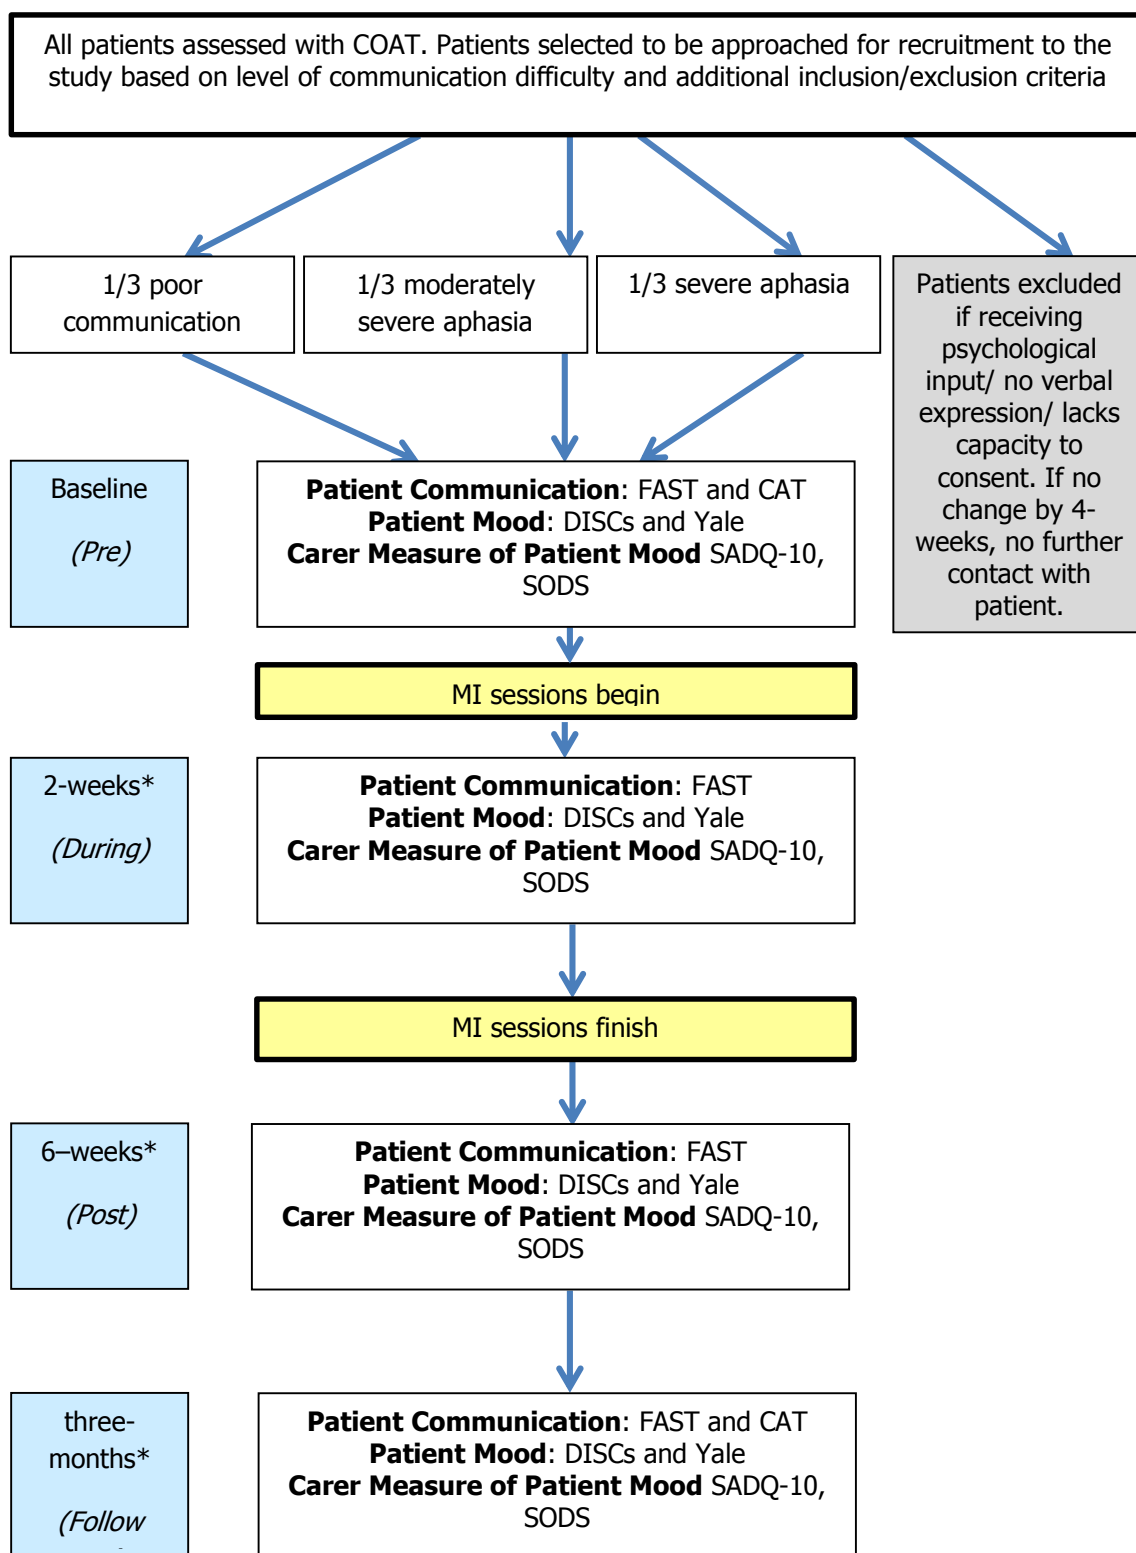 All patients assessed with COAT. Patients selected to be approached for recruitment to the
study based on level of communication difficulty and additional inclusion/exclusion criteria
1/3 poor
communication
1/3 moderately
severe aphasia
1/3 severe aphasia
Patients excluded
if receiving
psychological
input/ no verbal
expression/ lacks
capacity to
consent. If no
change by 4-
weeks, no further
contact with
patient.
Baseline
(Pre)
Patient Communication: FAST and CAT
Patient Mood: DISCs and Yale
Carer Measure of Patient Mood SADQ-10,
SODS
MI sessions begin
2-weeks*
(During)
Patient Communication: FAST
Patient Mood: DISCs and Yale
Carer Measure of Patient Mood SADQ-10,
SODS
MI sessions finish
6–weeks*
(Post)
Patient Communication: FAST
Patient Mood: DISCs and Yale
Carer Measure of Patient Mood SADQ-10,
SODS
three-
months*
(Follow
Patient Communication: FAST and CAT
Patient Mood: DISCs and Yale
Carer Measure of Patient Mood SADQ-10,
SODS